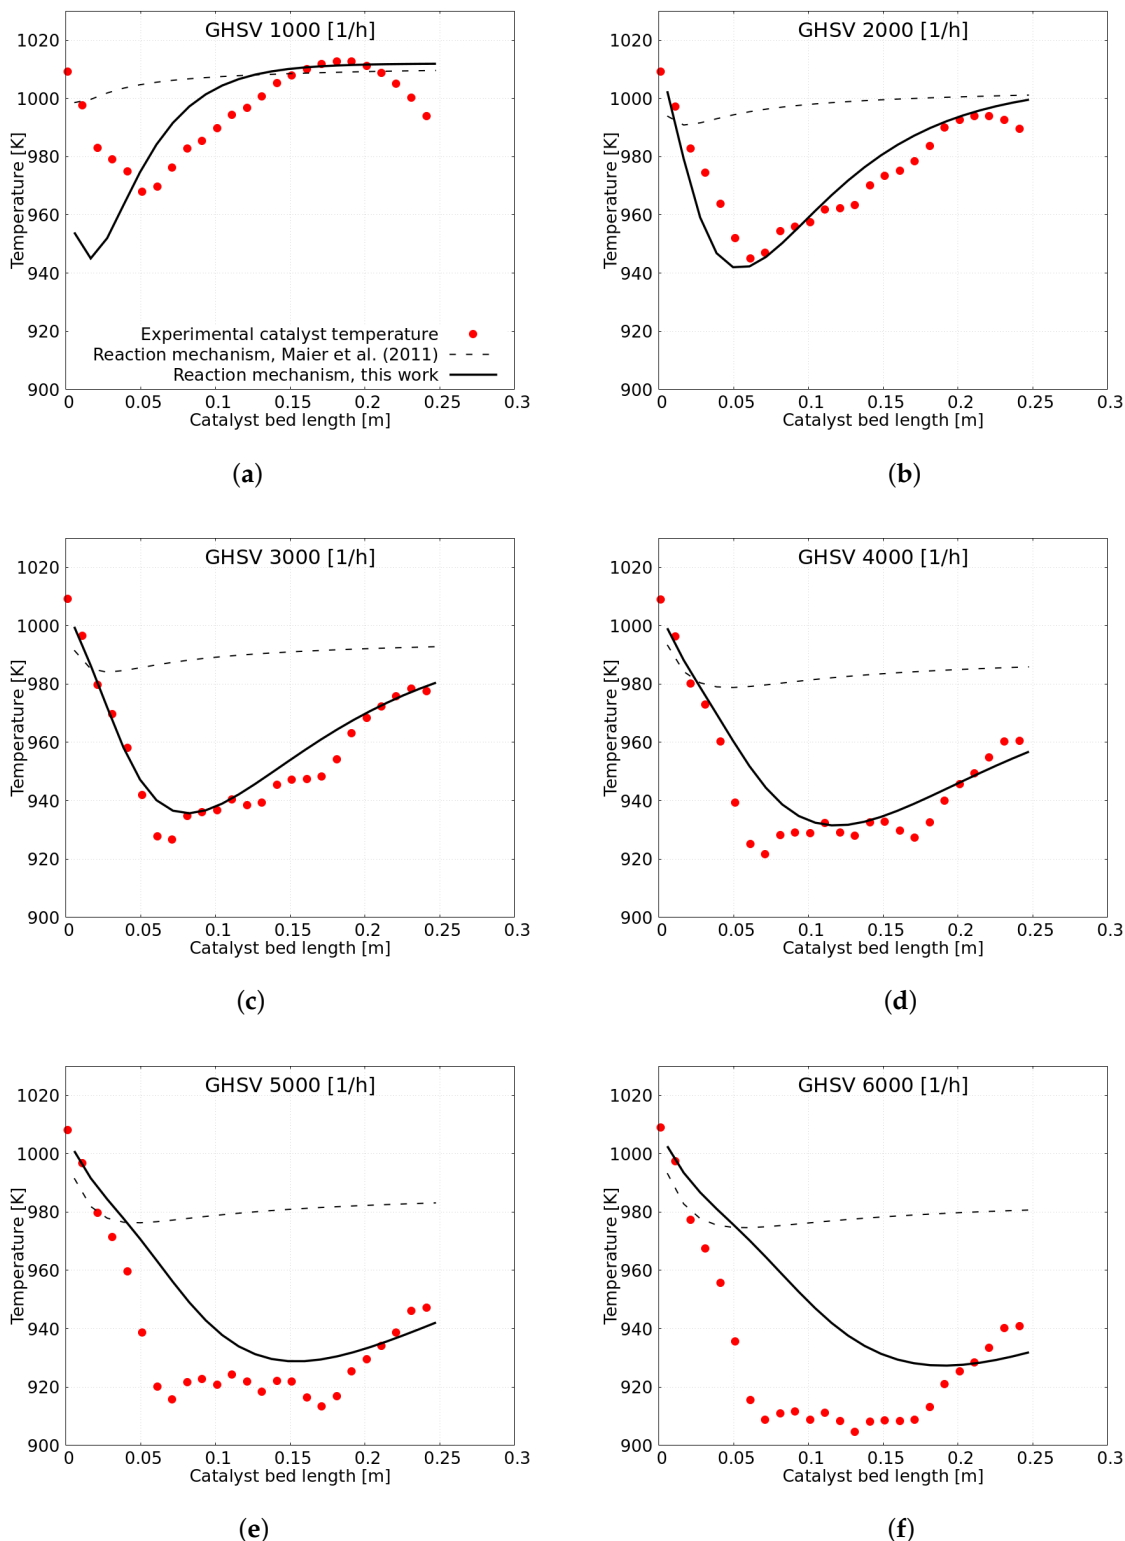 GHSV 1000 [1/h]
1020
1000
980
960
940
920
900
Temperature [K]
Experimental catalyst temperature
Reaction mechanism, Maier et al. (2011)
Reaction mechanism, this work
0 0.05 0.1 0.15 0.2 0.25 0.3
Catalyst bed length [m]
(a)
GHSV 2000 [1/h]
1020
1000
980
960
940
920
900
Temperature [K]
0 0.05 0.1 0.15 0.2 0.25 0.3
Catalyst bed length [m]
(b)
GHSV 3000 [1/h]
1020
1000
980
960
940
920
900
Temperature [K]
0 0.05 0.1 0.15 0.2 0.25 0.3
Catalyst bed length [m]
(c)
GHSV 4000 [1/h]
1020
1000
980
960
940
920
900
Temperature [K]
0 0.05 0.1 0.15 0.2 0.25 0.3
Catalyst bed length [m]
(d)
GHSV 5000 [1/h]
1020
1000
980
960
940
920
900
Temperature [K]
0 0.05 0.1 0.15 0.2 0.25 0.3
Catalyst bed length [m]
(e)
GHSV 6000 [1/h]
1020
1000
980
960
940
920
900
Temperature [K]
0 0.05 0.1 0.15 0.2 0.25 0.3
Catalyst bed length [m]
(f)